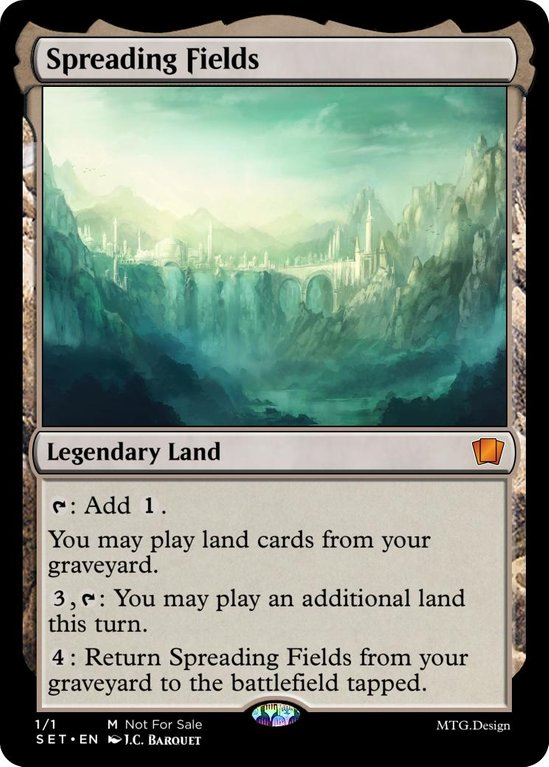 Spreading Fields
Legendary Land
: Add 1.
You may play land cards from your
graveyard.
3, : You may play an additional land
this turn.
4: Return Spreading Fields from your
graveyard to the battlefield tapped.
1/1 M Not For Sale
SET • EN J.C. Barquet
MTG.Design